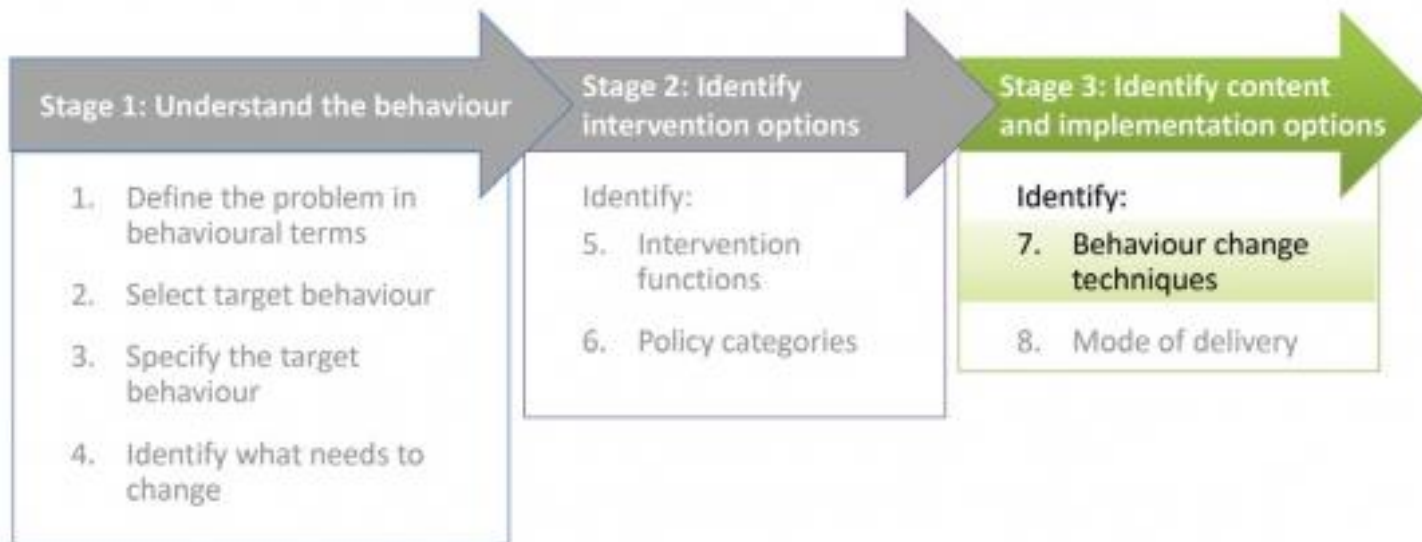 Stage 1: Understand the behaviour
1. Define the problem in
behavioural terms
2. Select target behaviour
3. Specify the target
behaviour
4. Identify what needs to
change
Stage 2: Identify
intervention options
Identify:
5. Intervention
functions
6. Policy categories
Stage 3: Identify content
and implementation options
Identify:
7. Behaviour change
techniques
8. Mode of delivery